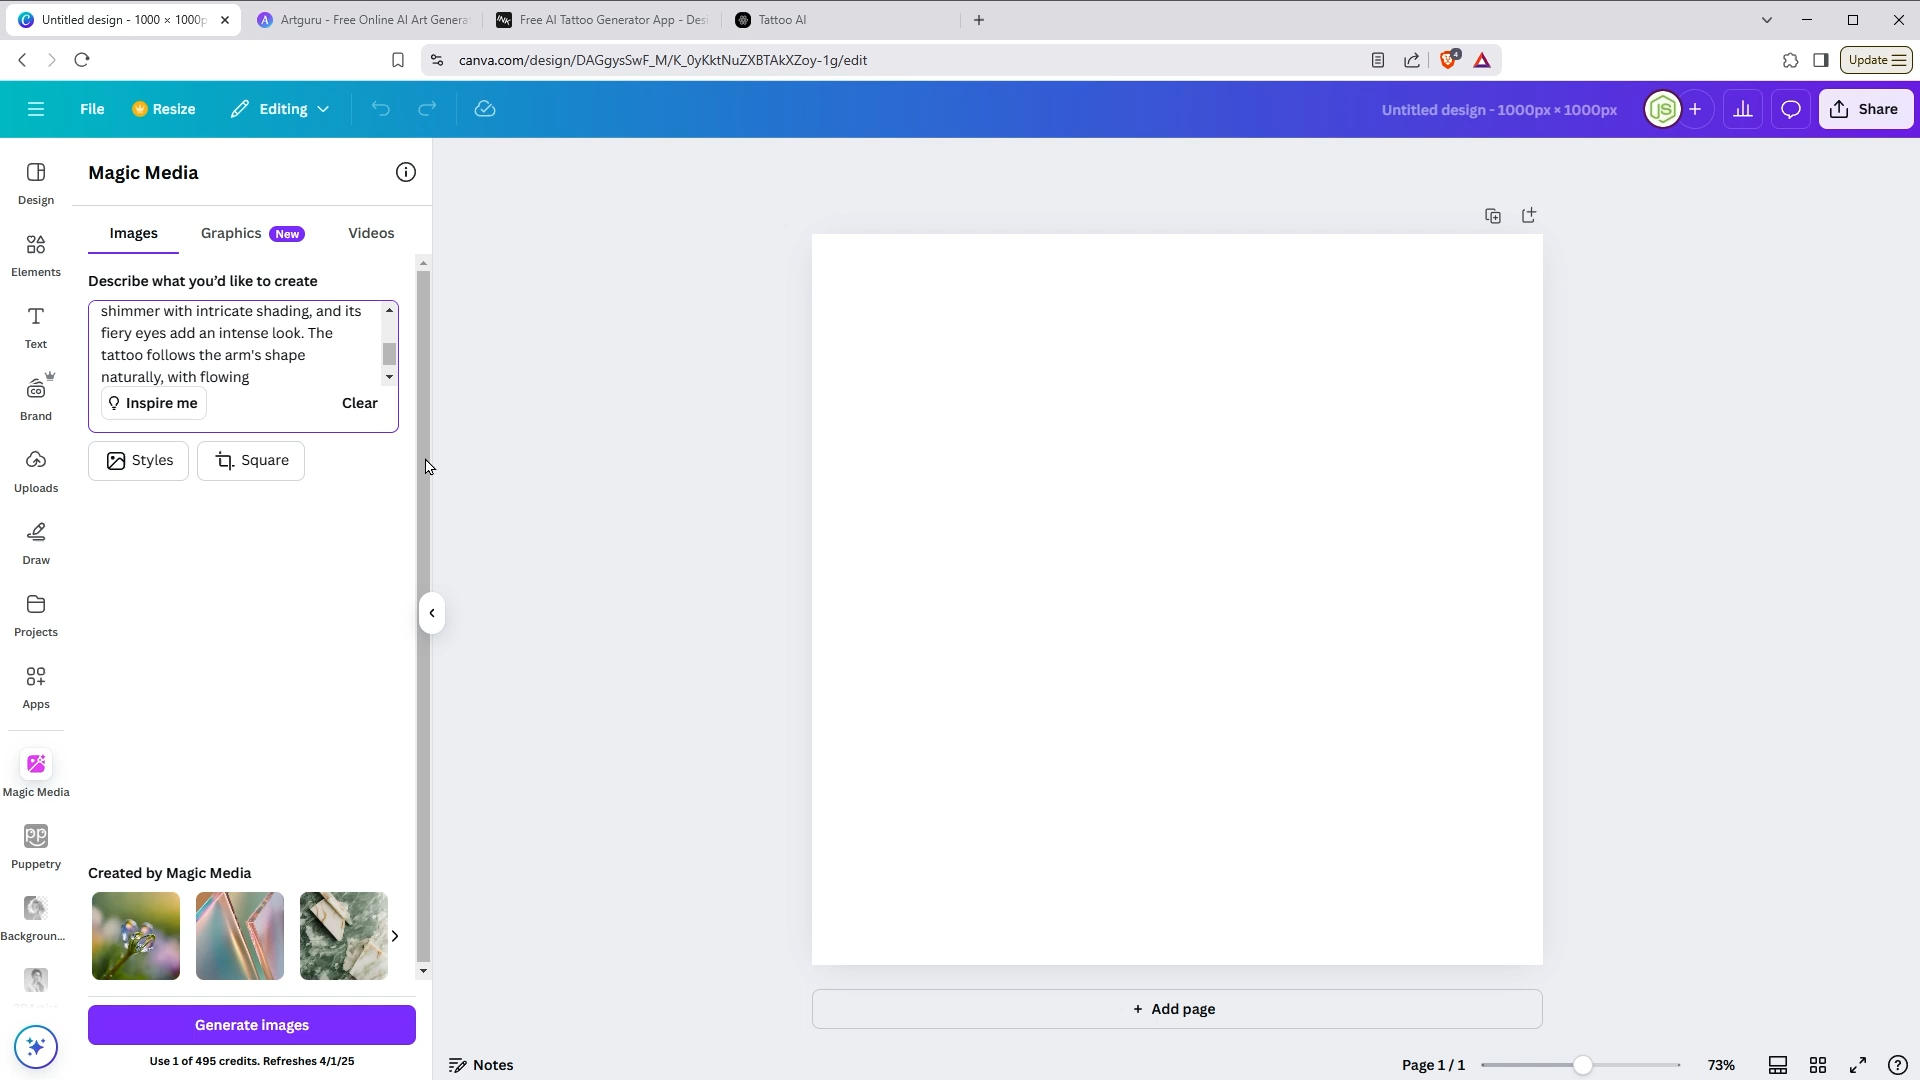 Untitled design - 1000 × 1000p
Artguru - Free Online AI Art Genera
Free AI Tattoo Generator App - Desi
Tattoo AI
canva.com/design/DAGgysSwF_M/K_0yKktNuZXBTAkXZoy-1g/edit
4
Update
File
Resize
Editing
Untitled design - 1000px × 1000px
Share
Design
Elements
Text
Brand
Uploads
Draw
Projects
Apps
Magic Media
Puppetry
Backgroun...
Magic Media
Images
Graphics New
Videos
Describe what you’d like to create
shimmer with intricate shading, and its
fiery eyes add an intense look. The
tattoo follows the arm's shape
naturally, with flowing
Inspire me
Clear
Styles
Square
Created by Magic Media
Generate images
Use 1 of 495 credits. Refreshes 4/1/25
+ Add page
Notes
Page 1 / 1
73%